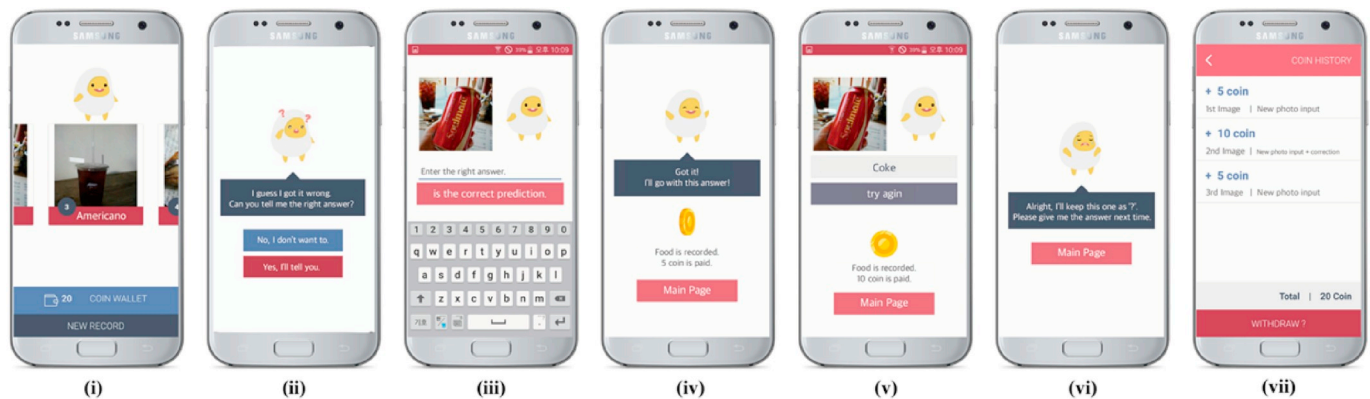 SAMSUNG
3
Americano
4
20 COIN WALLET
NEW RECORD
(i)
SAMSUNG
? ?
I guess I got it wrong.
Can you tell me the right answer?
No, I don't want to.
Yes, I'll tell you.
(ii)
SAMSUNG
39% 오후 10:09
Enter the right answer.
is the correct prediction.
1 2 3 4 5 6 7 8 9 0
q w e r t y u i o p
a s d f g h j k l
z x c v b n m
기호
(iii)
SAMSUNG
Got it!
I'll go with this answer!
Food is recorded.
5 coin is paid.
Main Page
(iv)
SAMSUNG
39% 오후 10:09
Coke
try agin
Food is recorded.
10 coin is paid.
Main Page
(v)
SAMSUNG
Alright, I'll keep this one as '?'.
Please give me the answer next time.
Main Page
(vi)
SAMSUNG
COIN HISTORY
+ 5 coin
1st Image | New photo input
+ 10 coin
2nd Image | New photo input + correction
+ 5 coin
3rd Image | New photo input
Total | 20 Coin
WITHDRAW ?
(vii)